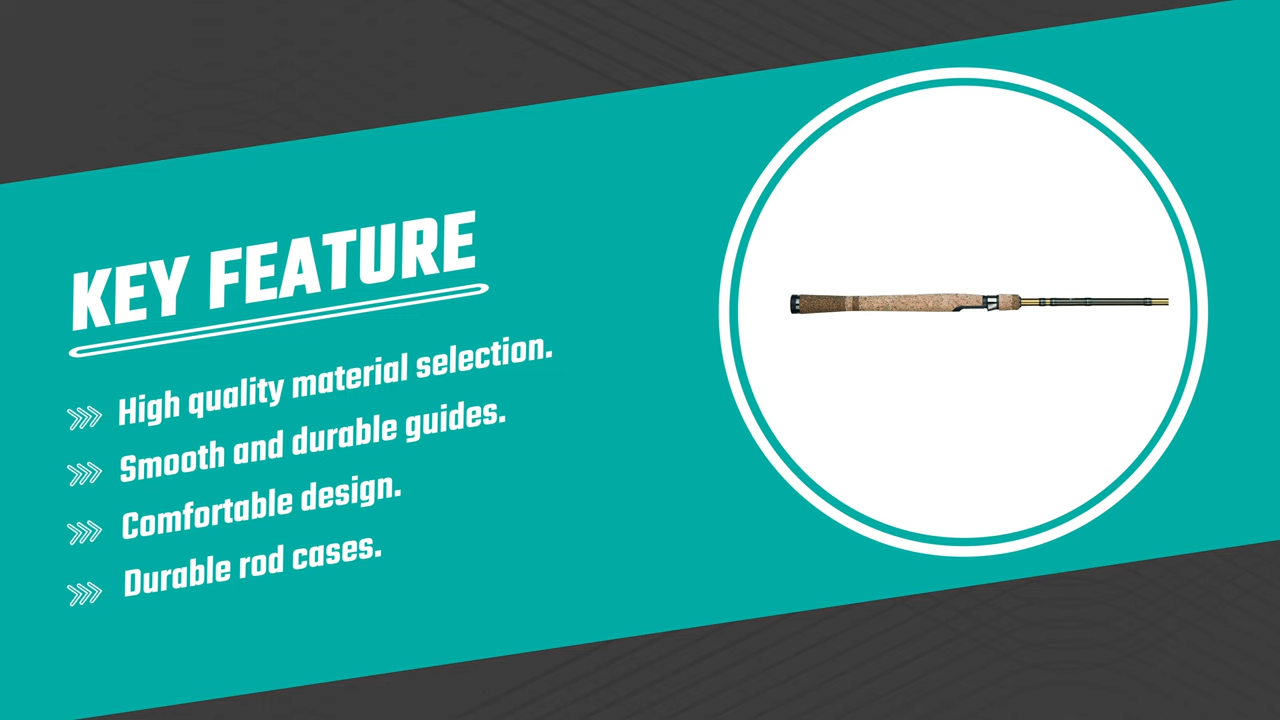 KEY FEATURE
High quality material selection.
Smooth and durable guides.
Comfortable design.
Durable rod cases.